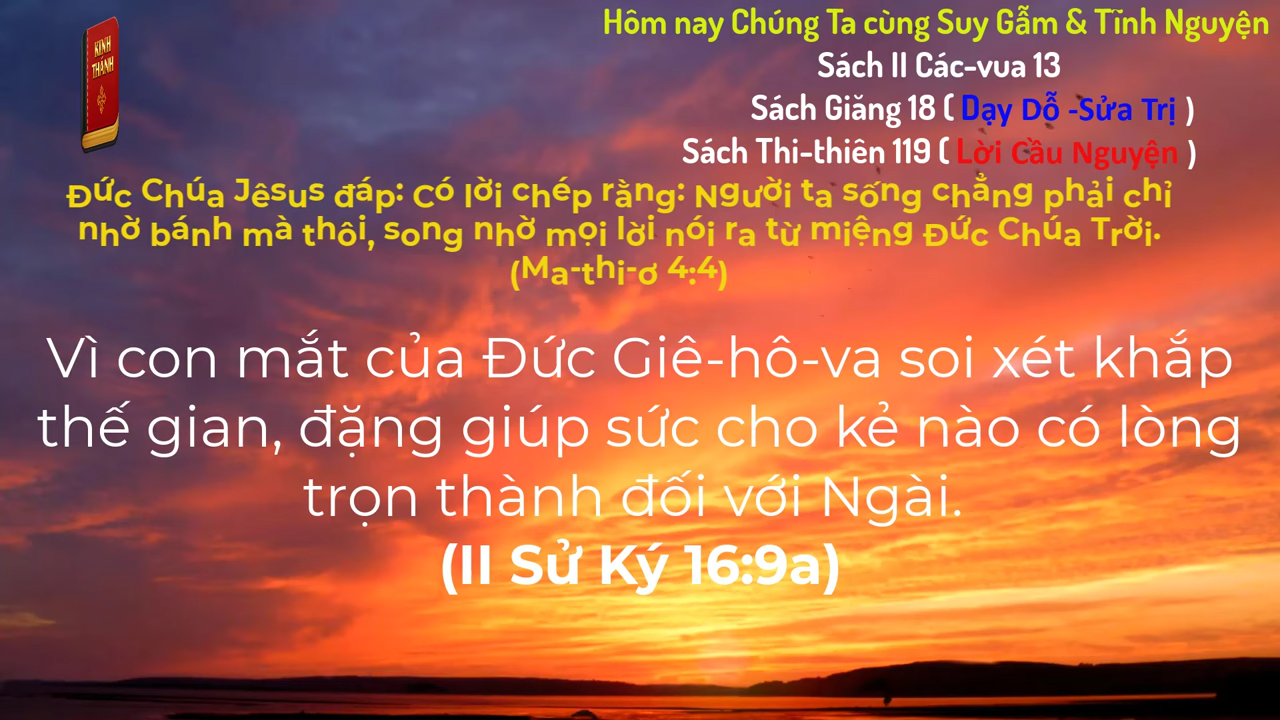 KINH
THÁNH
Hôm nay Chúng Ta cùng Suy Gẫm & Tĩnh Nguyện
Sách II Các-vua 13
Sách Giăng 18 ( Dạy Dỗ -Sửa Trị )
Sách Thi-thiên 119 ( Lời Cầu Nguyện )
Đức Chúa Jêsus đáp: Có lời chép rằng: Người ta sống chẳng phải chỉ
nhờ bánh mà thôi, song nhờ mọi lời nói ra từ miệng Đức Chúa Trời.
(Ma-thi-ơ 4:4)
Vì con mắt của Đức Giê-hô-va soi xét khắp
thế gian, đặng giúp sức cho kẻ nào có lòng
trọn thành đối với Ngài.
(II Sử Ký 16:9a)